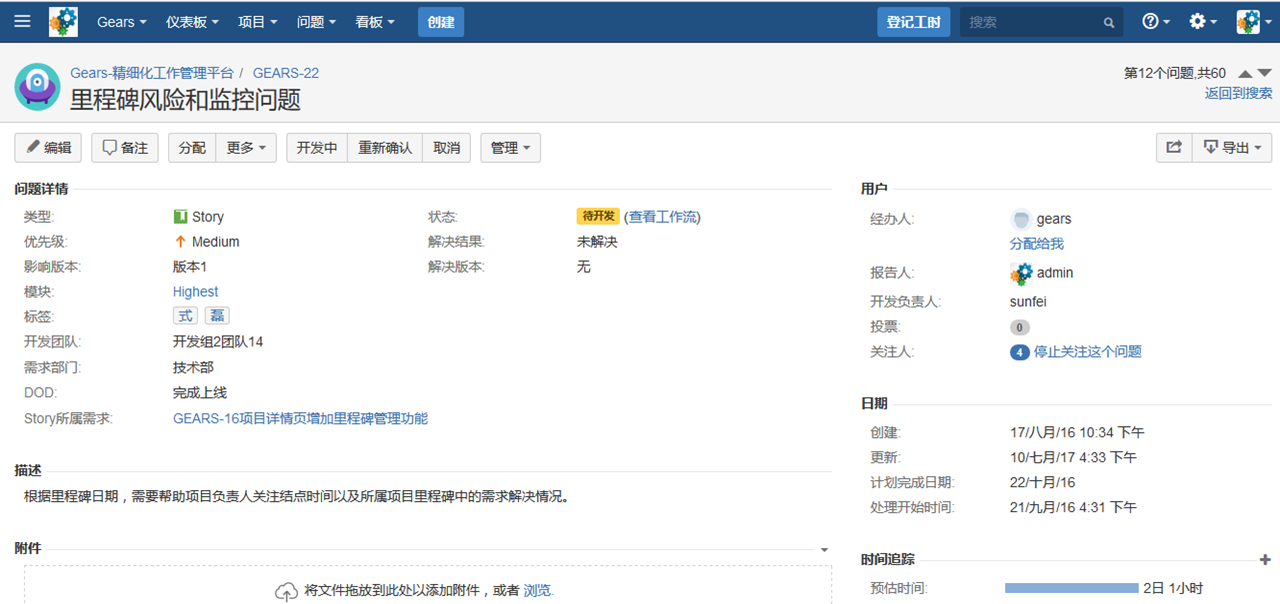 Gears 仪表板 项目 问题 看板 创建 登记工时 搜索
Gears-精细化工作管理平台 / GEARS-22
里程碑风险和监控问题
第12个问题,共60
返回到搜索
编辑 备注 分配 更多 开发中 重新确认 取消 管理 导出
问题详情
类型: Story
优先级: Medium
影响版本: 版本1
模块: Highest
标签: 式 磊
开发团队: 开发组2团队14
需求部门: 技术部
DOD: 完成上线
Story所属需求: GEARS-16项目详情页增加里程碑管理功能
状态: 待开发 (查看工作流)
解决结果: 未解决
解决版本: 无
描述
根据里程碑日期，需要帮助项目负责人关注结点时间以及所属项目里程碑中的需求解决情况。
附件
将文件拖放到此处以添加附件，或者 浏览.
用户
经办人: gears
分配给我
报告人: admin
开发负责人: sunfei
投票: 0
关注人: 4 停止关注这个问题
日期
创建: 17/八月/16 10:34 下午
更新: 10/七月/17 4:33 下午
计划完成日期: 22/十月/16
处理开始时间: 21/九月/16 4:31 下午
时间追踪
预估时间: 2日 1小时